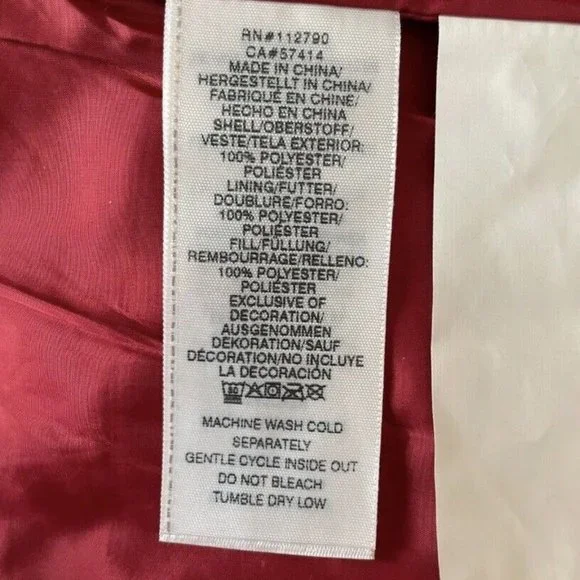 RN#112790
CA#57414
MADE IN CHINA/
HERGESTELLT IN CHINA/
FABRIQUÉ EN CHINE/
HECHO EN CHINA
SHELL/OBERSTOFF/
VESTE/TELA EXTERIOR:
100% POLYESTER/
POLIÉSTER
LINING/FUTTER/
DOUBLURE/FORRO:
100% POLYESTER/
POLIÉSTER
FILL/FÜLLUNG/
REMBOURRAGE/RELLENO:
100% POLYESTER/
POLIÉSTER
EXCLUSIVE OF
DECORATION/
AUSGENOMMEN
DEKORATION/SAUF
DÉCORATION/NO INCLUYE
LA DECORACIÓN
MACHINE WASH COLD
SEPARATELY
GENTLE CYCLE INSIDE OUT
DO NOT BLEACH
TUMBLE DRY LOW